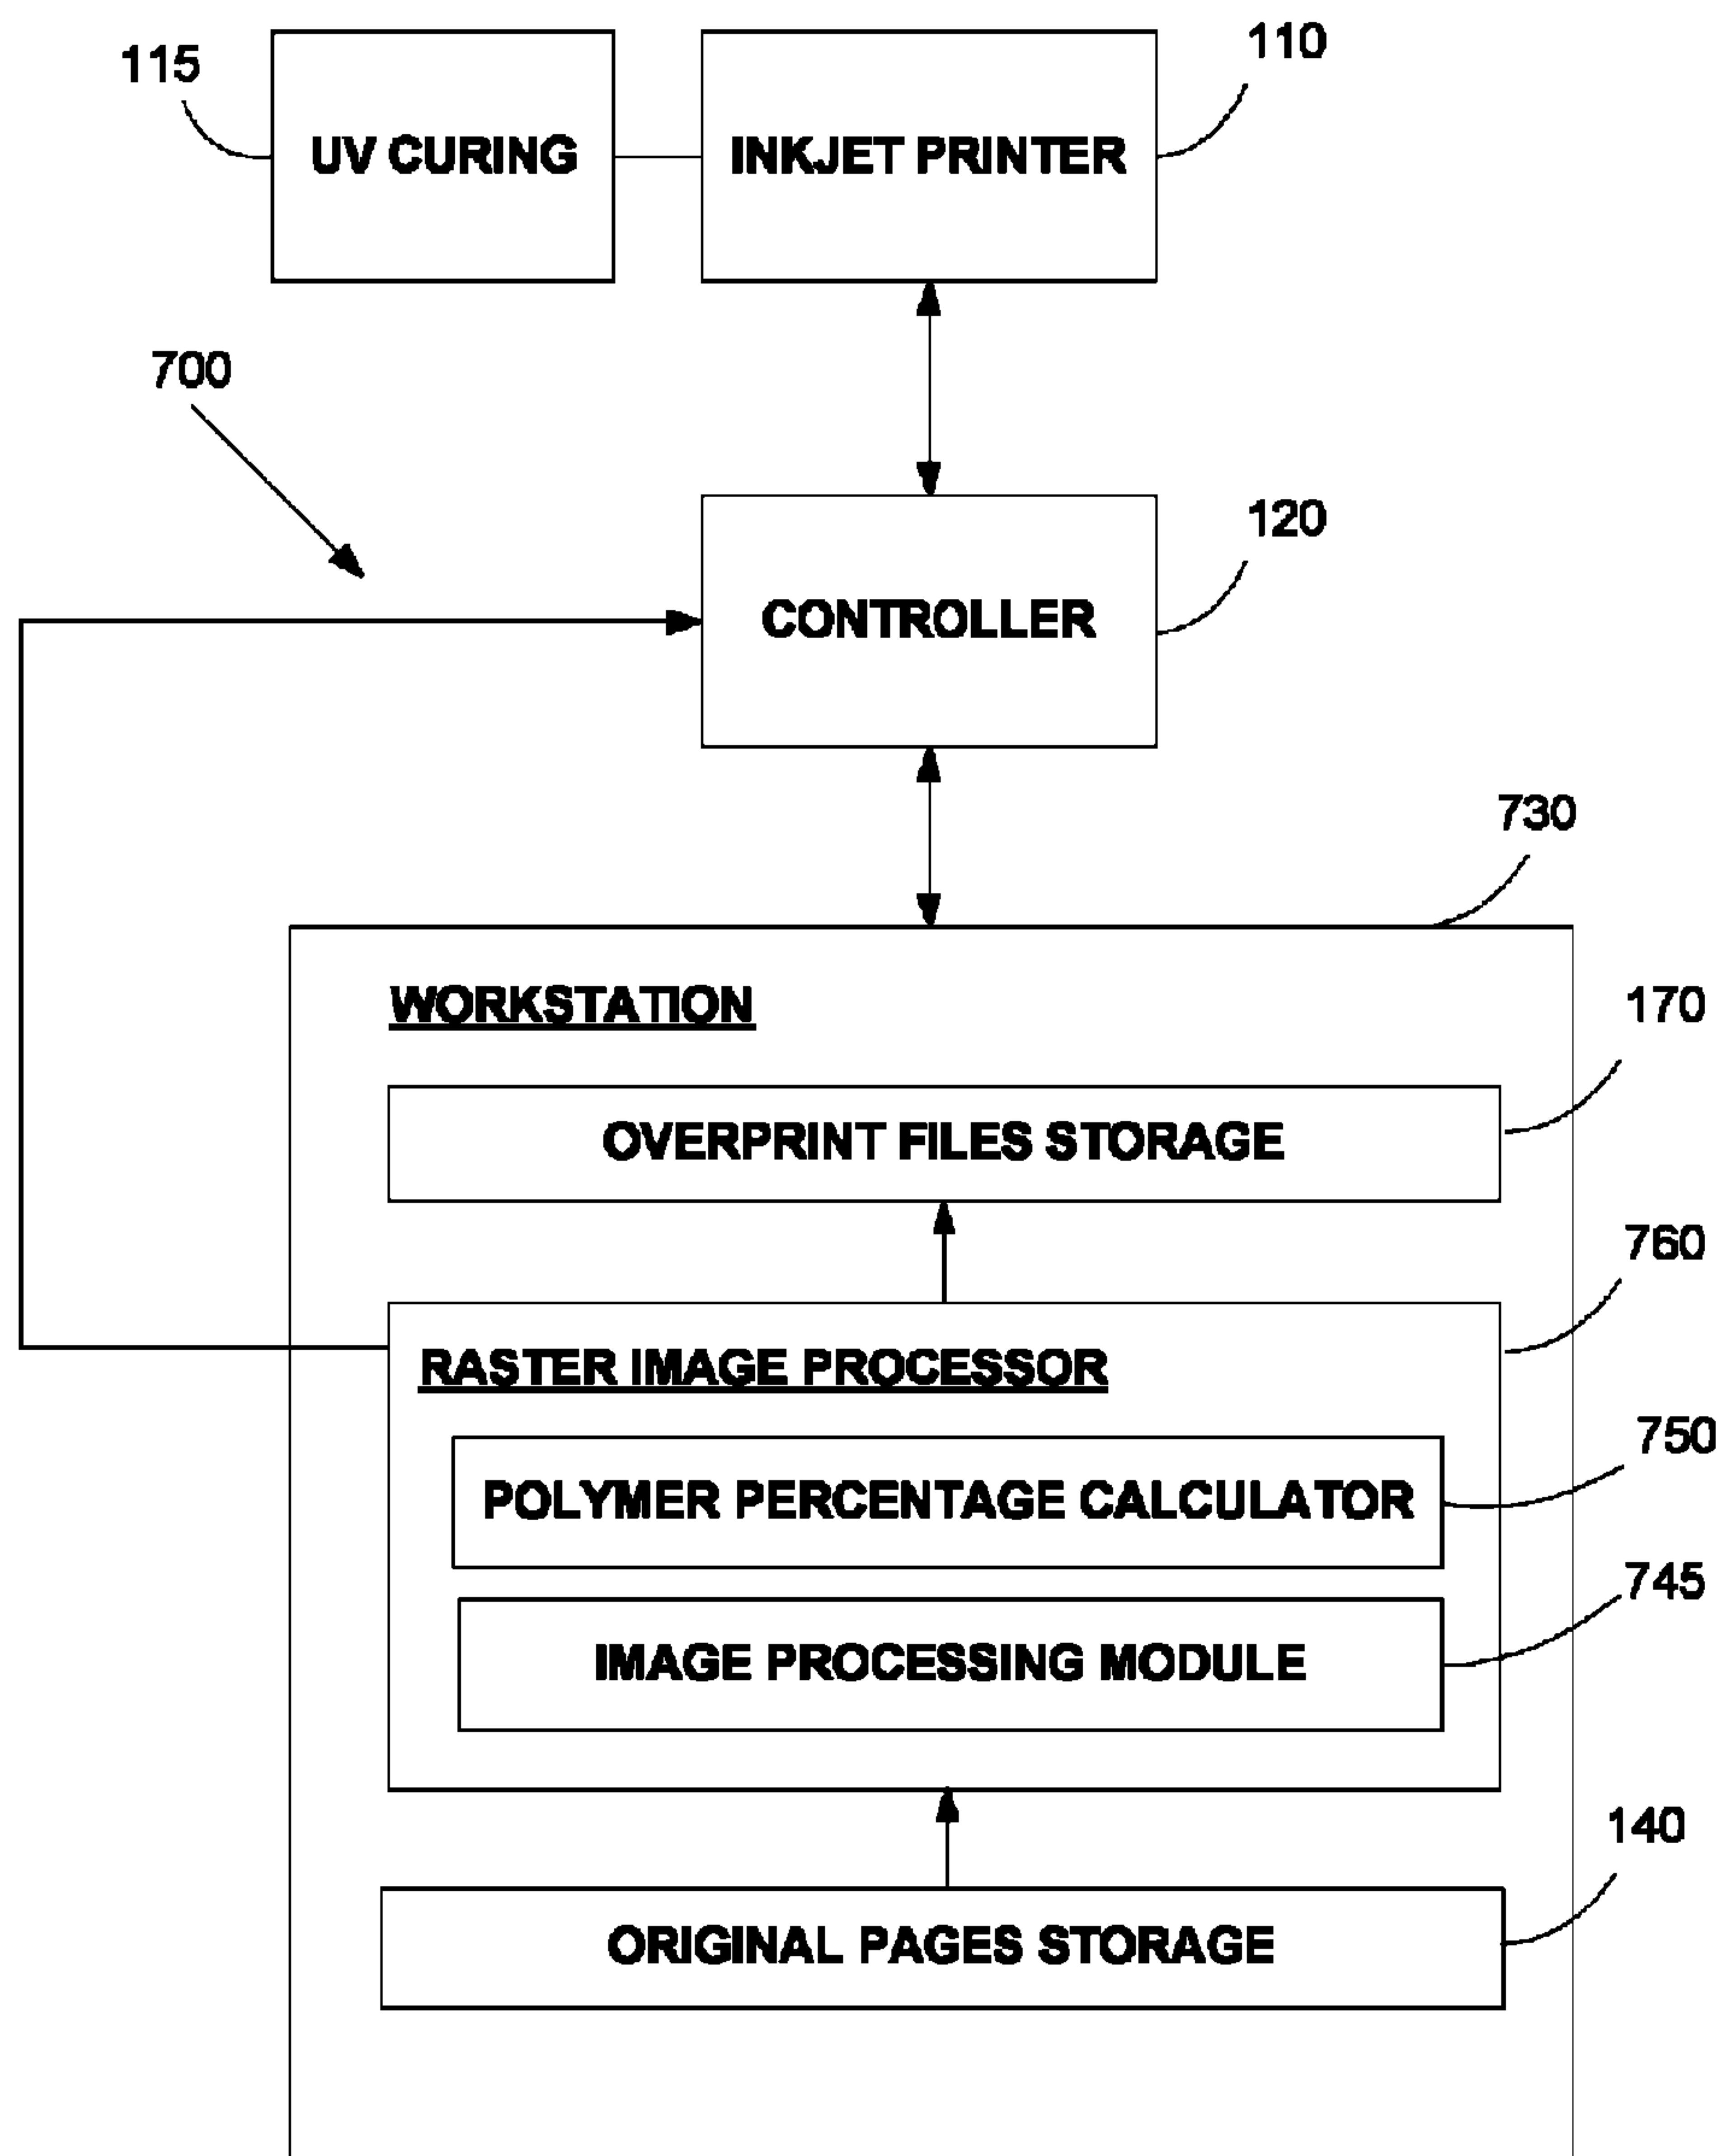 115
UV CURING
INKJET PRINTER
110
700
CONTROLLER
120
730
WORKSTATION
170
OVERPRINT FILES STORAGE
760
RASTER IMAGE PROCESSOR
750
POLYMER PERCENTAGE CALCULATOR
745
IMAGE PROCESSING MODULE
140
ORIGINAL PAGES STORAGE